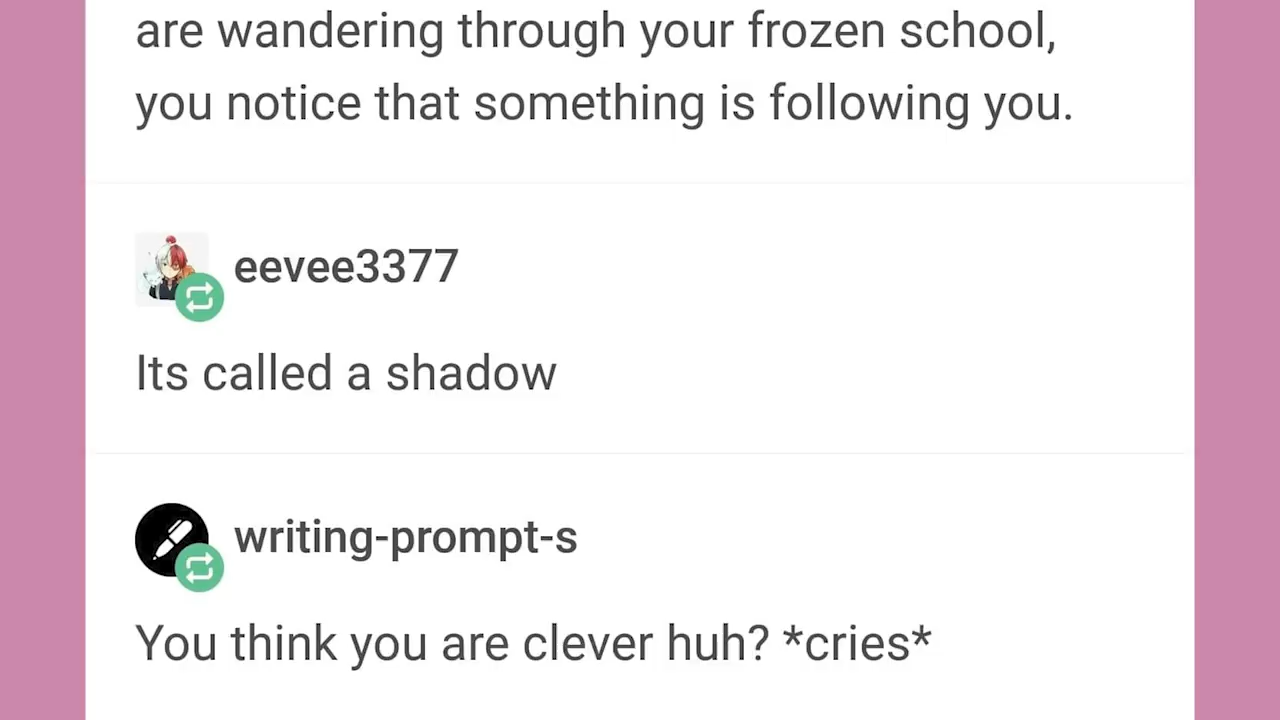 are wandering through your frozen school,
you notice that something is following you.
eevee3377
Its called a shadow
writing-prompt-s
You think you are clever huh? *cries*